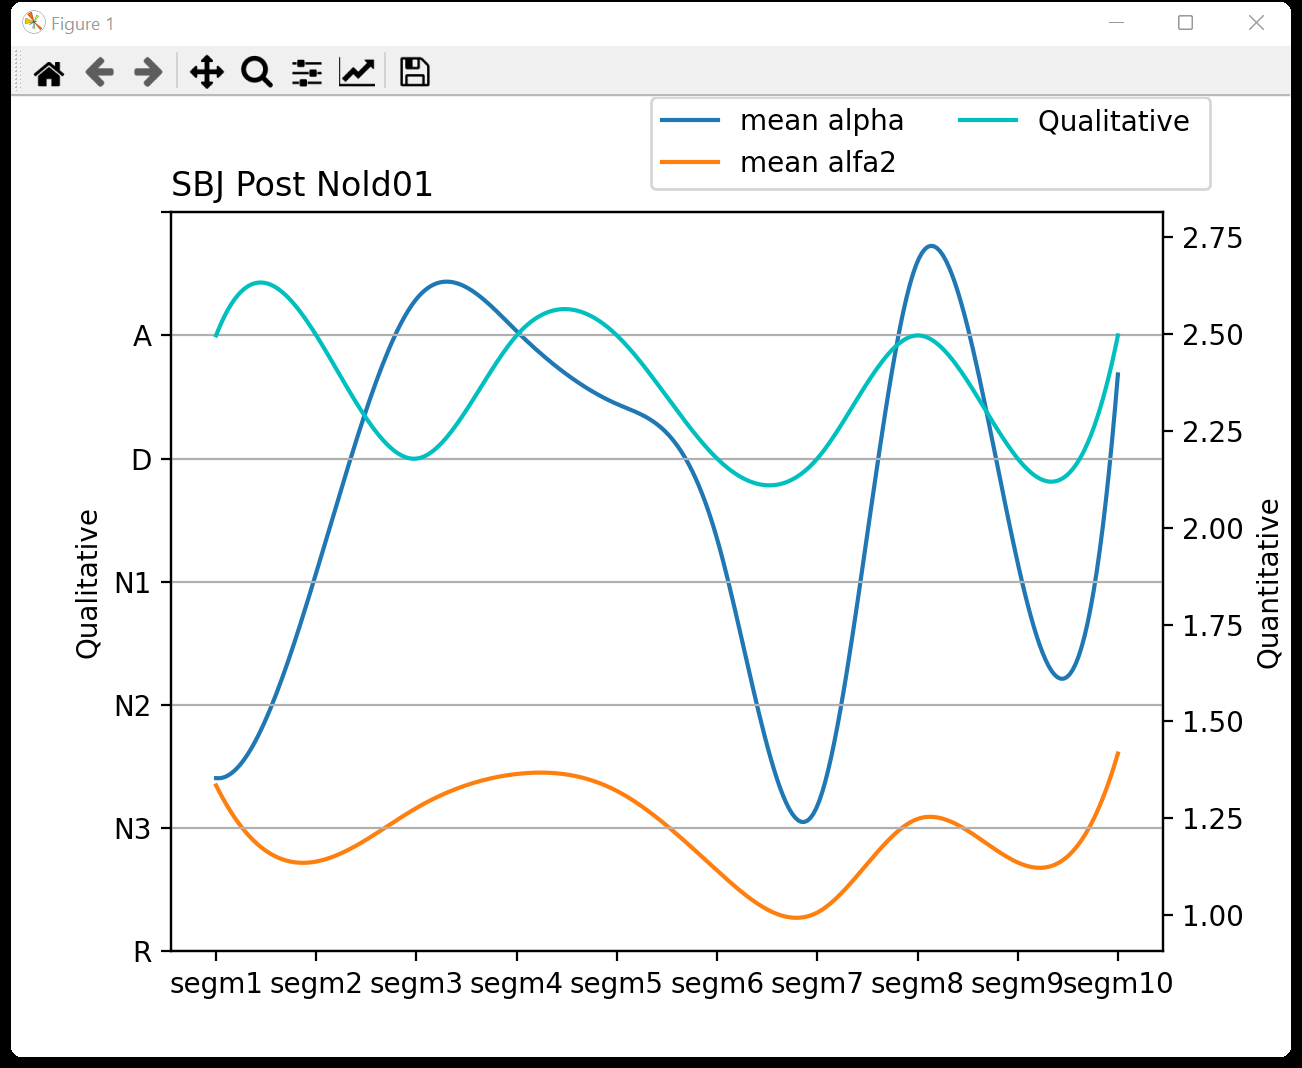 Figure 1
mean alpha
mean alfa2
Qualitative
SBJ Post Nold01
A
D
N1
N2
N3
R
Qualitative
2.75
2.50
2.25
2.00
1.75
1.50
1.25
1.00
Quantitative
segm1 segm2 segm3 segm4 segm5 segm6 segm7 segm8 segm9 segm10